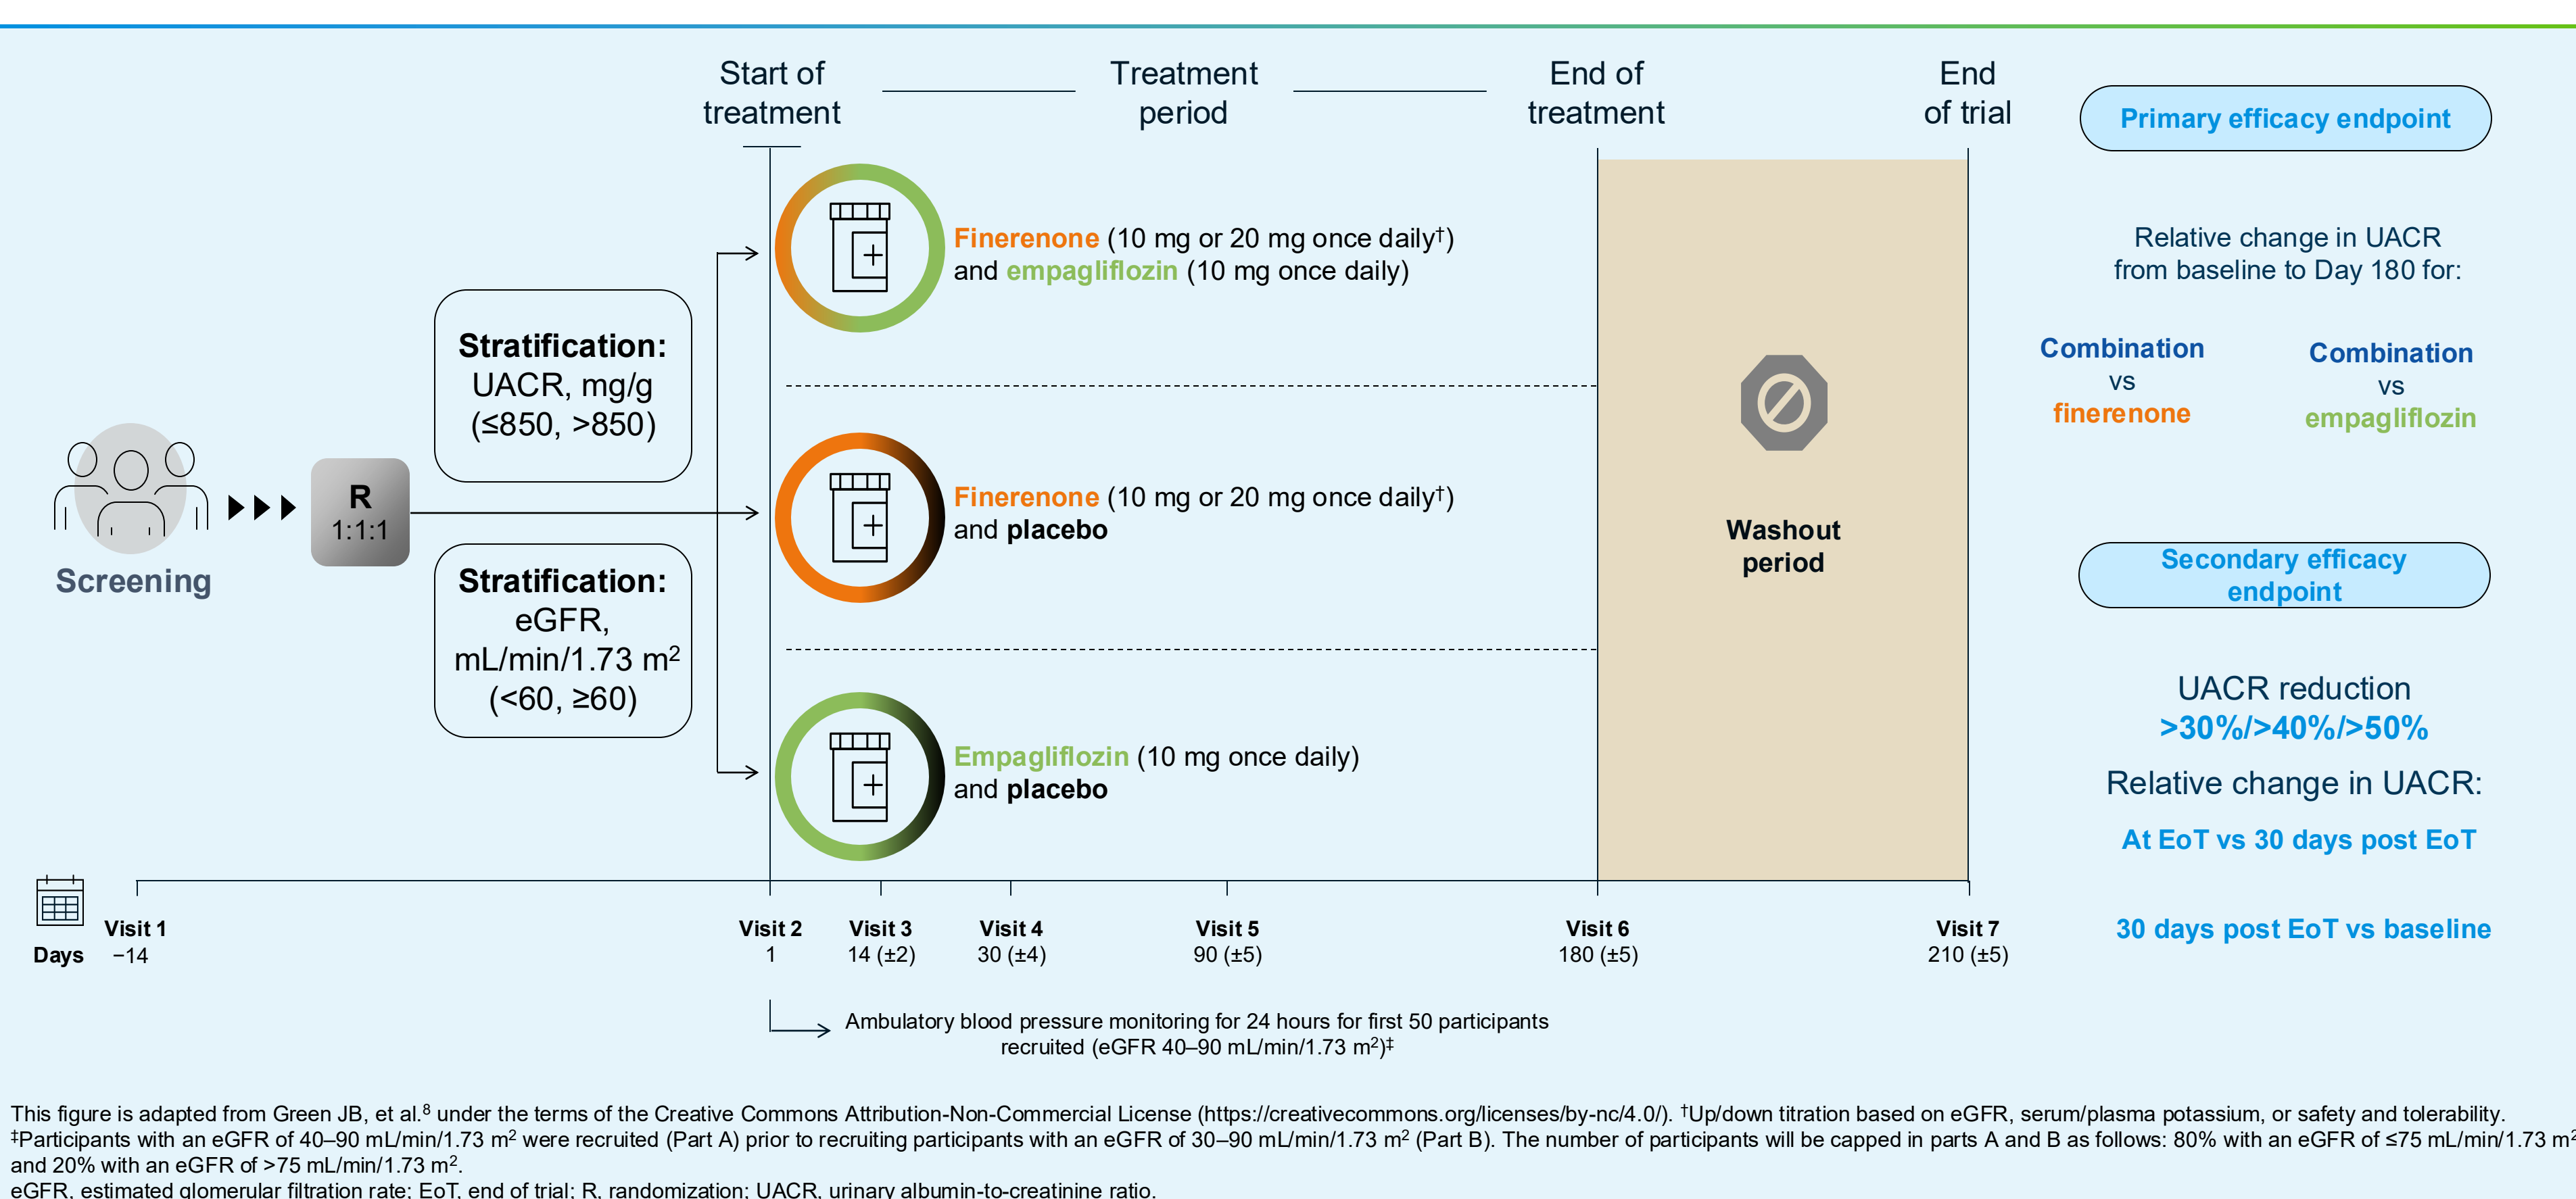 Start of
treatment
Treatment
period
End of
treatment
End
of trial
Primary efficacy endpoint
Finerenone (10 mg or 20 mg once daily†)
and empagliflozin (10 mg once daily)
Relative change in UACR
from baseline to Day 180 for:
Combination
vs
finerenone
Combination
vs
empagliflozin
Stratification:
UACR, mg/g
(≤850, >850)
Screening
R
1:1:1
Finerenone (10 mg or 20 mg once daily†)
and placebo
Washout
period
Stratification:
eGFR,
mL/min/1.73 m²
(<60, ≥60)
Secondary efficacy
endpoint
Empagliflozin (10 mg once daily)
and placebo
UACR reduction
>30%/>40%/>50%
Relative change in UACR:
At EoT vs 30 days post EoT
30 days post EoT vs baseline
Days
Visit 1
−14
Visit 2
1
Visit 3
14 (±2)
Visit 4
30 (±4)
Visit 5
90 (±5)
Visit 6
180 (±5)
Visit 7
210 (±5)
Ambulatory blood pressure monitoring for 24 hours for first 50 participants
recruited (eGFR 40–90 mL/min/1.73 m²)‡
This figure is adapted from Green JB, et al.⁸ under the terms of the Creative Commons Attribution-Non-Commercial License (https://creativecommons.org/licenses/by-nc/4.0/). †Up/down titration based on eGFR, serum/plasma potassium, or safety and tolerability.
‡Participants with an eGFR of 40–90 mL/min/1.73 m² were recruited (Part A) prior to recruiting participants with an eGFR of 30–90 mL/min/1.73 m² (Part B). The number of participants will be capped in parts A and B as follows: 80% with an eGFR of ≤75 mL/min/1.73 m²
and 20% with an eGFR of >75 mL/min/1.73 m².
eGFR, estimated glomerular filtration rate; EoT, end of trial; R, randomization; UACR, urinary albumin-to-creatinine ratio.